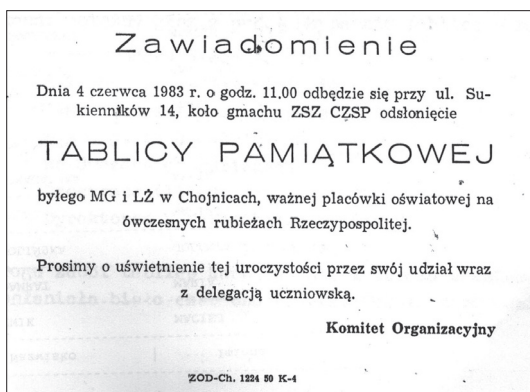 Zawiadomienie
Dnia 4 czerwca 1983 r. o godz. 11,00 odbędzie się przy ul. Su-
kienników 14, koło gmachu ZSZ CZSP odsłonięcie
TABLICY PAMIĄTKOWEJ
byłego MG i LŻ w Chojnicach, ważnej placówki oświatowej na
ówczesnych rubieżach Rzeczypospolitej.
Prosimy o uświetnienie tej uroczystości przez swój udział wraz
z delegacją uczniowską.
Komitet Organizacyjny
ZOD-Ch. 1224 50 K-4